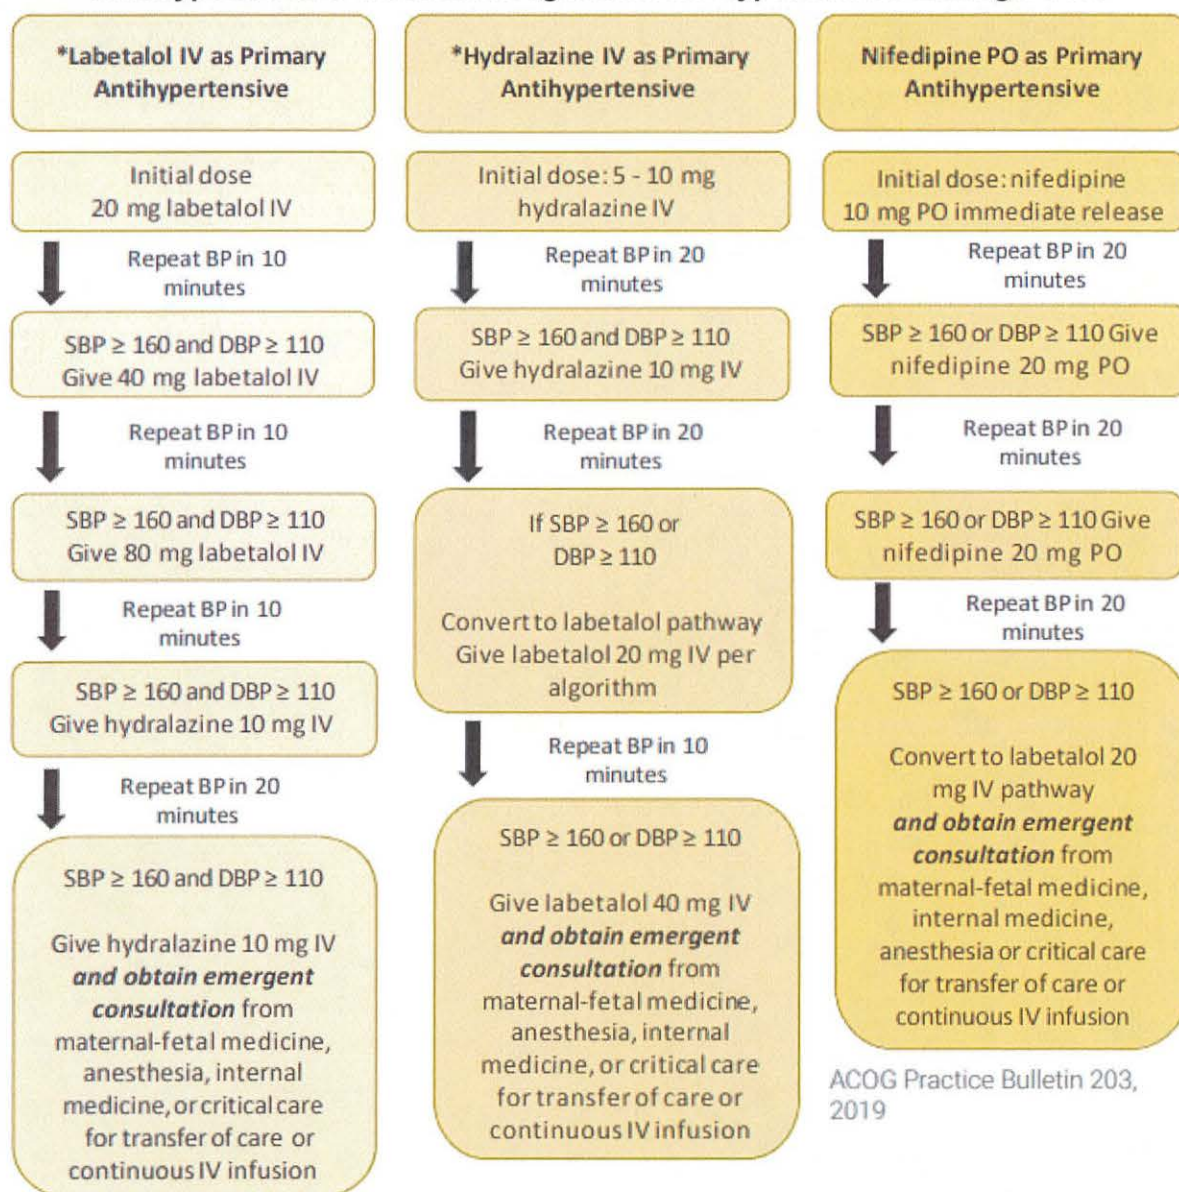 *Labetalol IV as Primary
Antihypertensive
Initial dose
20 mg labetalol IV
Repeat BP in 10
minutes
SBP ≥ 160 and DBP ≥ 110
Give 40 mg labetalol IV
Repeat BP in 10
minutes
SBP ≥ 160 and DBP ≥ 110
Give 80 mg labetalol IV
Repeat BP in 10
minutes
SBP ≥ 160 and DBP ≥ 110
Give hydralazine 10 mg IV
Repeat BP in 20
minutes
SBP ≥ 160 and DBP ≥ 110
Give hydralazine 10 mg IV
and obtain emergent
consultation from
maternal-fetal medicine,
anesthesia, internal
medicine, or critical care
for transfer of care or
continuous IV infusion
*Hydralazine IV as Primary
Antihypertensive
Initial dose: 5 - 10 mg
hydralazine IV
Repeat BP in 20
minutes
SBP ≥ 160 and DBP ≥ 110
Give hydralazine 10 mg IV
Repeat BP in 20
minutes
If SBP ≥ 160 or
DBP ≥ 110
Convert to labetalol pathway
Give labetalol 20 mg IV per
algorithm
Repeat BP in 10
minutes
SBP ≥ 160 or DBP ≥ 110
Give labetalol 40 mg IV
and obtain emergent
consultation from
maternal-fetal medicine,
anesthesia, internal
medicine, or critical care
for transfer of care or
continuous IV infusion
Nifedipine PO as Primary
Antihypertensive
Initial dose: nifedipine
10 mg PO immediate release
Repeat BP in 20
minutes
SBP ≥ 160 or DBP ≥ 110 Give
nifedipine 20 mg PO
Repeat BP in 20
minutes
SBP ≥ 160 or DBP ≥ 110 Give
nifedipine 20 mg PO
Repeat BP in 20
minutes
SBP ≥ 160 or DBP ≥ 110
Convert to labetalol 20
mg IV pathway
and obtain emergent
consultation from
maternal-fetal medicine,
internal medicine,
anesthesia or critical care
for transfer of care or
continuous IV infusion
ACOG Practice Bulletin 203,
2019